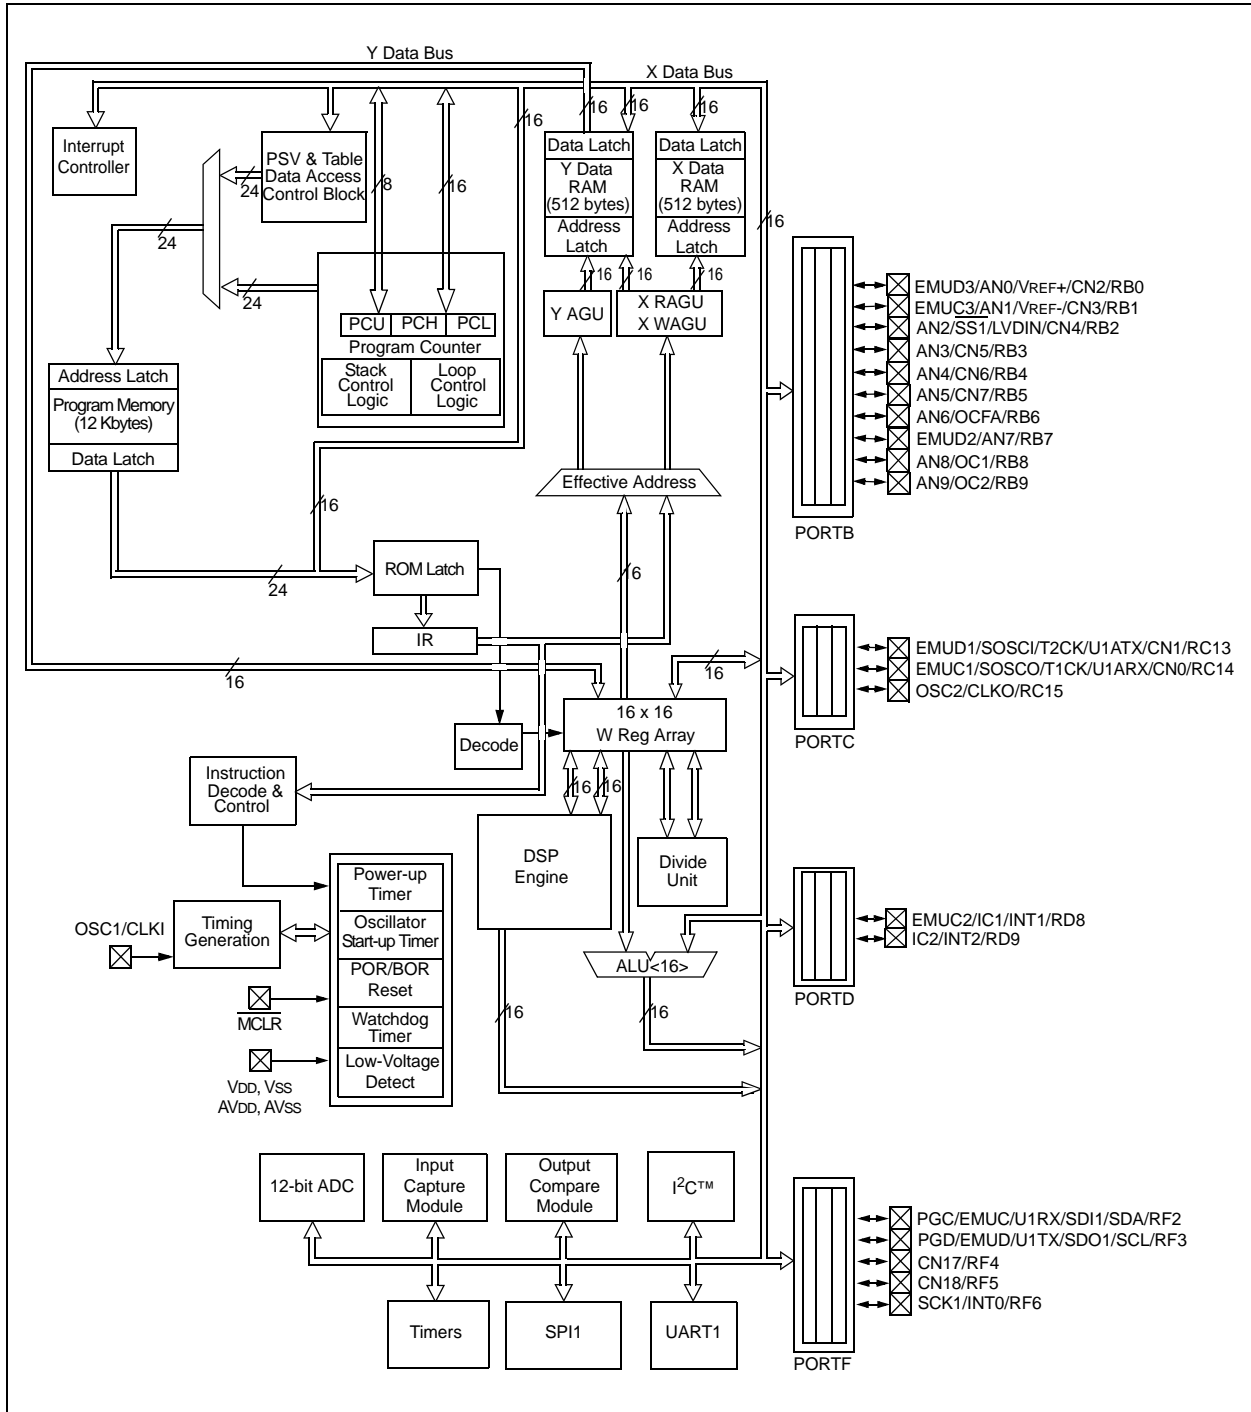 Y Data Bus
X Data Bus
16
16
16
16
16
Interrupt
Controller
PSV & Table
Data Access
Control Block
24
24
24
8
16
Data Latch
Y Data
RAM
(512 bytes)
Address
Latch
Data Latch
X Data
RAM
(512 bytes)
Address
Latch
16
16
16
16
Y AGU
X RAGU
X WAGU
PCU
PCH
PCL
Program Counter
Stack
Control
Logic
Loop
Control
Logic
Address Latch
Program Memory
(12 Kbytes)
Data Latch
Effective Address
16
24
ROM Latch
IR
6
16
16
16 x 16
W Reg Array
Decode
Instruction
Decode &
Control
16
16
DSP
Engine
Divide
Unit
Power-up
Timer
Oscillator
Start-up Timer
POR/BOR
Reset
Watchdog
Timer
Low-Voltage
Detect
OSC1/CLKI
Timing
Generation
MCLR
VDD, VSS
AVDD, AVSS
ALU<16>
16
16
12-bit ADC
Input
Capture
Module
Output
Compare
Module
I2C™
Timers
SPI1
UART1
EMUD3/AN0/VREF+/CN2/RB0
EMUC3/AN1/VREF-/CN3/RB1
AN2/SS1/LVDIN/CN4/RB2
AN3/CN5/RB3
AN4/CN6/RB4
AN5/CN7/RB5
AN6/OCFA/RB6
EMUD2/AN7/RB7
AN8/OC1/RB8
AN9/OC2/RB9
PORTB
EMUD1/SOSCI/T2CK/U1ATX/CN1/RC13
EMUC1/SOSCO/T1CK/U1ARX/CN0/RC14
OSC2/CLKO/RC15
PORTC
EMUC2/IC1/INT1/RD8
IC2/INT2/RD9
PORTD
PGC/EMUC/U1RX/SDI1/SDA/RF2
PGD/EMUD/U1TX/SDO1/SCL/RF3
CN17/RF4
CN18/RF5
SCK1/INT0/RF6
PORTF